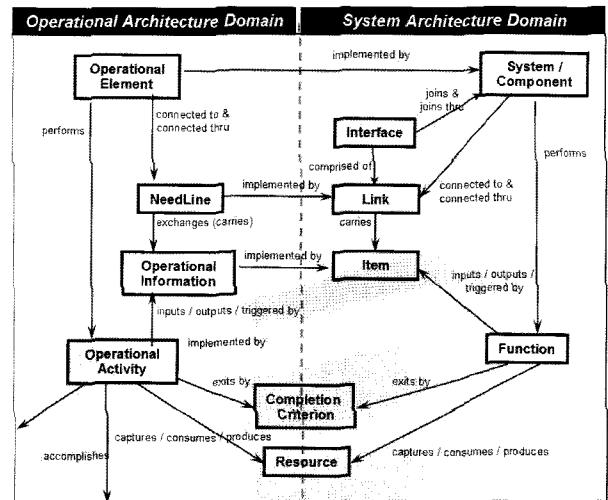 Operational Architecture Domain
System Architecture Domain
implemented by
Operational
Element
System /
Component
joins &
joins thru
performs
connected to &
connected thru
Interface
performs
comprised of
implemented by
NeedLine
Link
connected to &
connected thru
exchanges (carries)
carries
implemented by
Operational
Information
Item
inputs / outputs / triggered by
inputs / outputs /
triggered by
implemented by
Operational
Activity
Function
exits by
Completion
Criterion
exits by
captures / consumes / produces
accomplishes
Resource
captures / consumes / produces